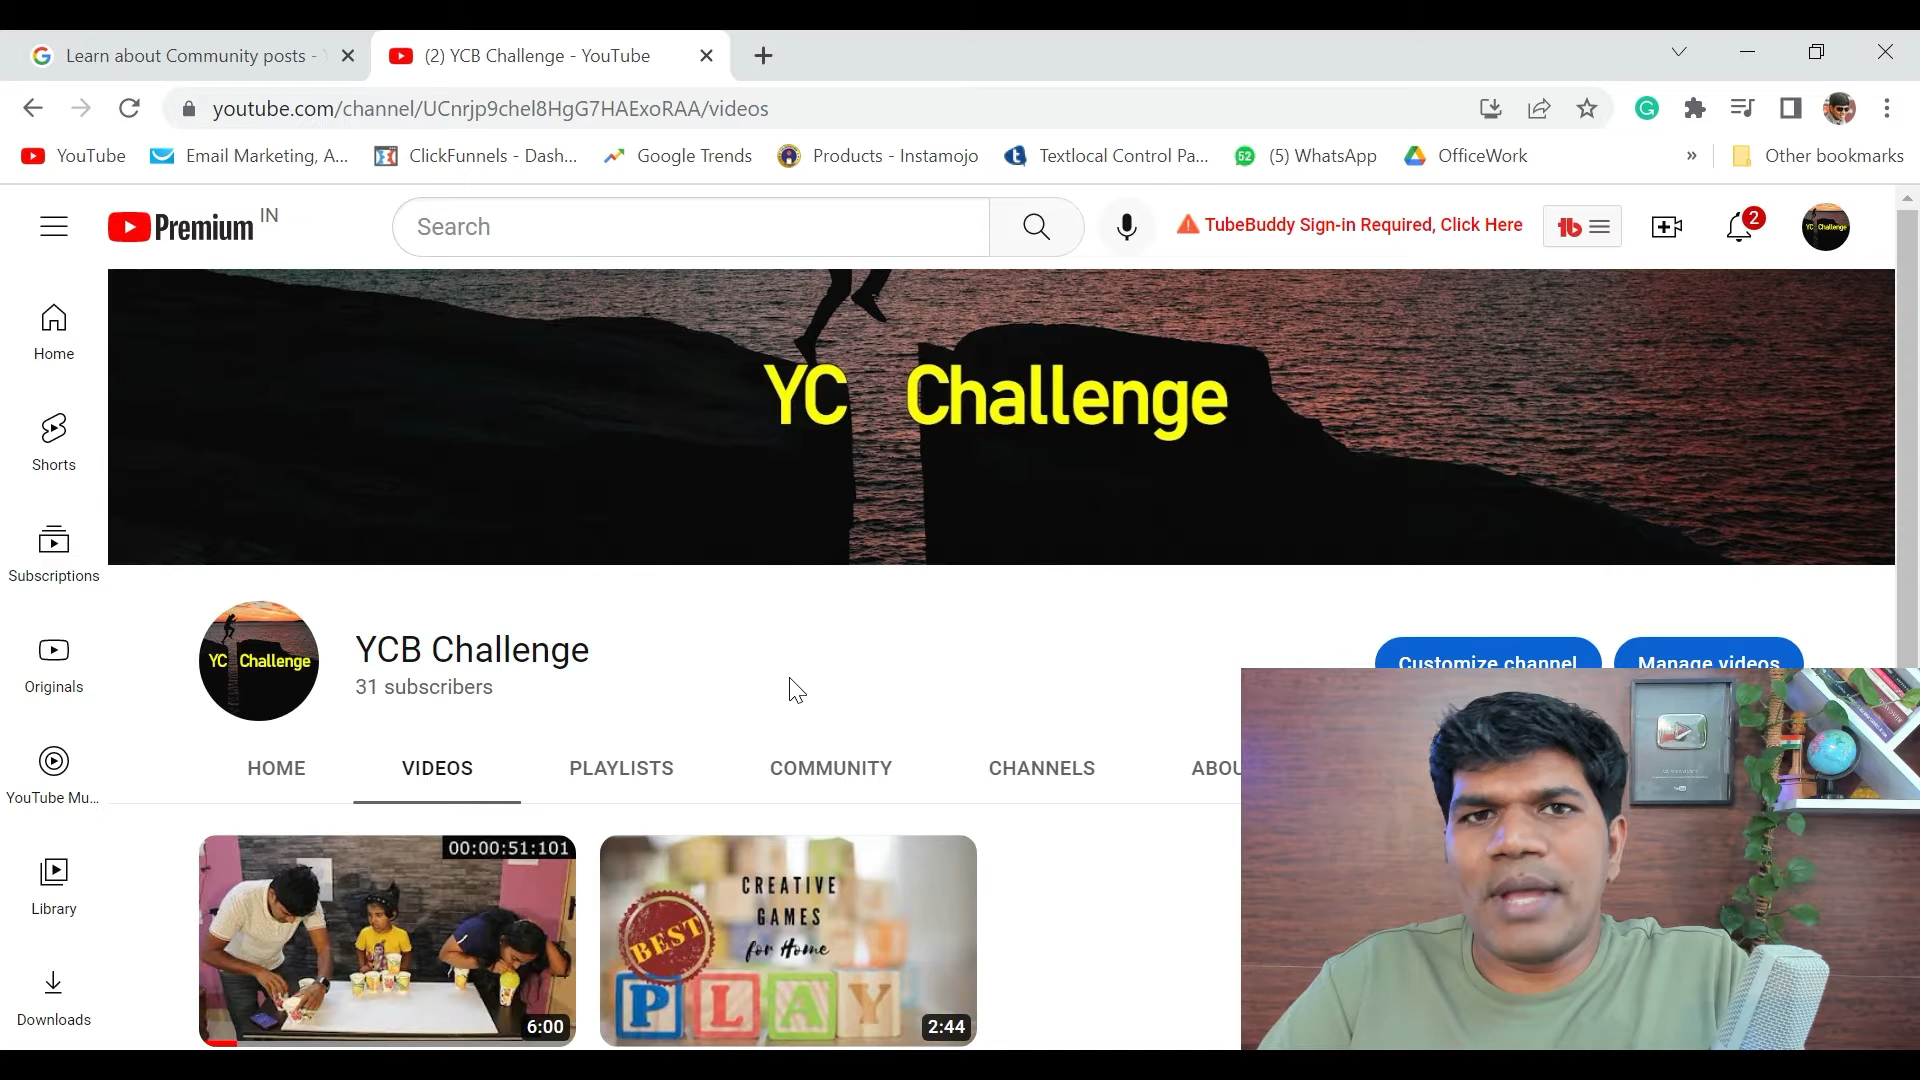 Learn about Community posts -
(2) YCB Challenge - YouTube
youtube.com/channel/UCnrjp9chel8HgG7HAExoRAA/videos
YouTube
Email Marketing, A...
ClickFunnels - Dash...
Google Trends
Products - Instamojo
Textlocal Control Pa...
52
(5) WhatsApp
OfficeWork
»
Other bookmarks
Premium IN
Search
TubeBuddy Sign-in Required, Click Here
tb
2
YC Challenge
YC Challenge
Home
Shorts
Subscriptions
Originals
YouTube Mu...
Library
Downloads
YC Challenge
YCB Challenge
31 subscribers
Customize channel
Manage videos
HOME
VIDEOS
PLAYLISTS
COMMUNITY
CHANNELS
ABOU
00:00:51:101
6:00
CREATIVE
GAMES
for Home
BEST
PLAY
2:44